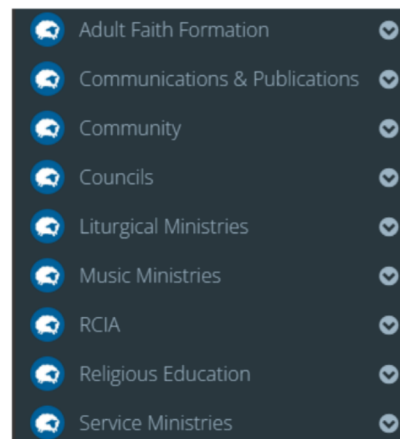 Adult Faith Formation
Communications & Publications
Community
Councils
Liturgical Ministries
Music Ministries
RCIA
Religious Education
Service Ministries